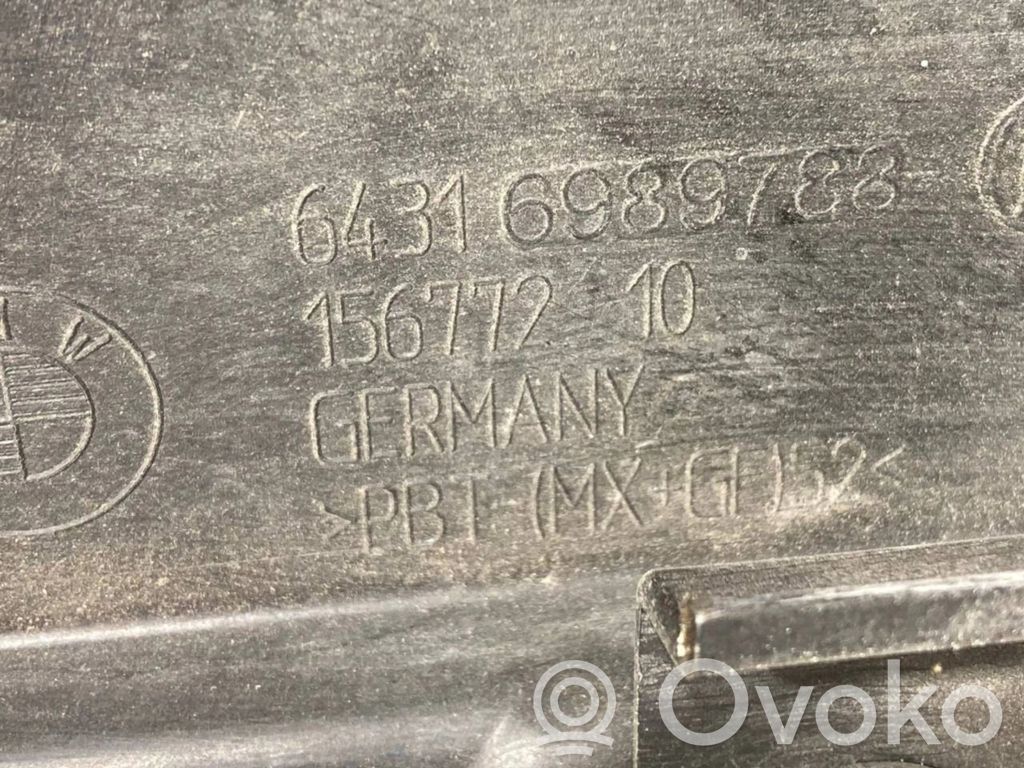 6431 6989788
156772 10
GERMANY
>PBT-(MX+GF)52<
W
Ovoko